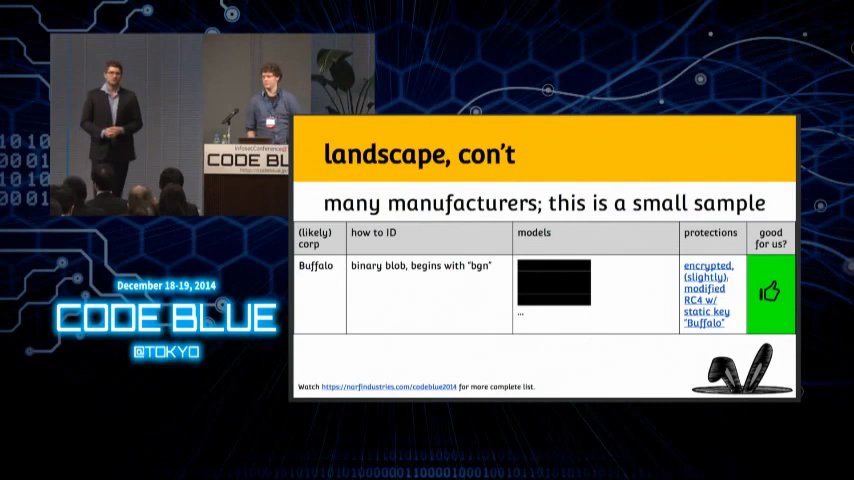 InfosecConference
CODE BL
landscape, con't
many manufacturers; this is a small sample
(likely) corp
how to ID
models
protections
good for us?
Buffalo
binary blob, begins with "bgn"
...
encrypted,
(slightly)
modified
RC4 w/
static key
"Buffalo"
Watch https://narfindustries.com/codeblue2014 for more complete list.
December 18-19, 2014
CODE BLUE
@TOKYO